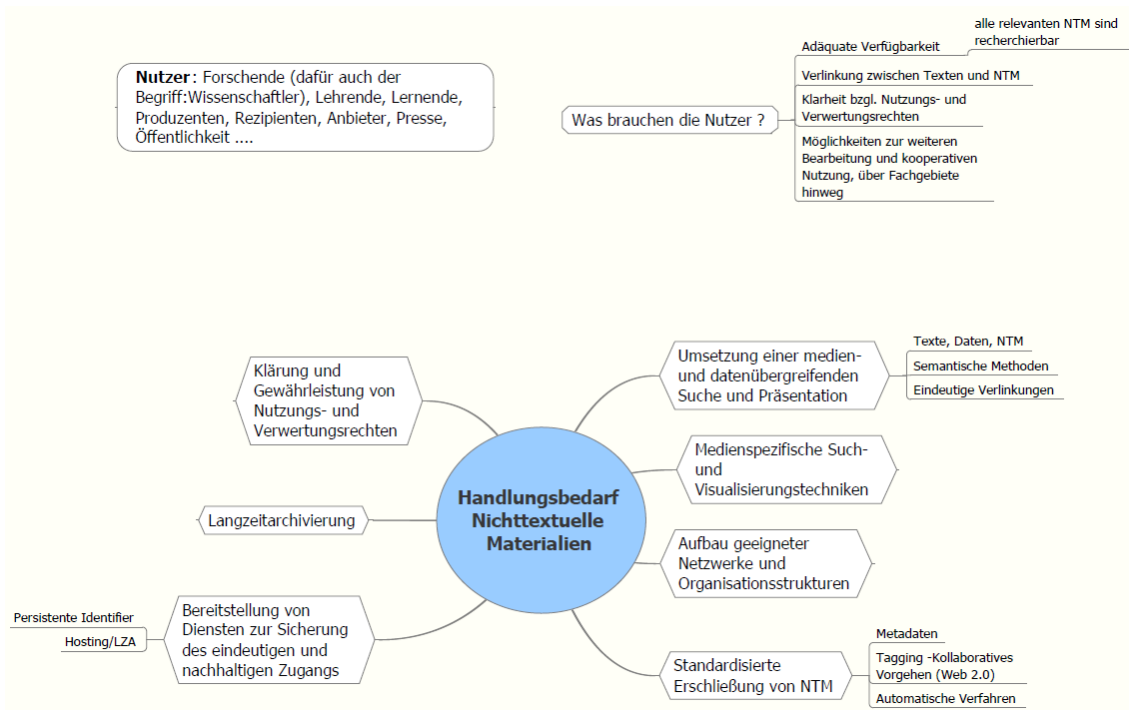 Nutzer: Forschende (dafür auch der
Begriff:Wissenschaftler), Lehrende, Lernende,
Produzenten, Rezipienten, Anbieter, Presse,
Öffentlichkeit ....
Was brauchen die Nutzer ?
Adäquate Verfügbarkeit
alle relevanten NTM sind
recherchierbar
Verlinkung zwischen Texten und NTM
Klarheit bzgl. Nutzungs- und
Verwertungsrechten
Möglichkeiten zur weiteren
Bearbeitung und kooperativen
Nutzung, über Fachgebiete
hinweg
Handlungsbedarf
Nichttextuelle
Materialien
Klärung und
Gewährleistung von
Nutzungs- und
Verwertungsrechten
Langzeitarchivierung
Bereitstellung von
Diensten zur Sicherung
des eindeutigen und
nachhaltigen Zugangs
Persistente Identifier
Hosting/LZA
Umsetzung einer medien-
und datenübergreifenden
Suche und Präsentation
Texte, Daten, NTM
Semantische Methoden
Eindeutige Verlinkungen
Medienspezifische Such-
und
Visualisierungstechniken
Aufbau geeigneter
Netzwerke und
Organisationsstrukturen
Standardisierte
Erschließung von NTM
Metadaten
Tagging -Kollaboratives
Vorgehen (Web 2.0)
Automatische Verfahren